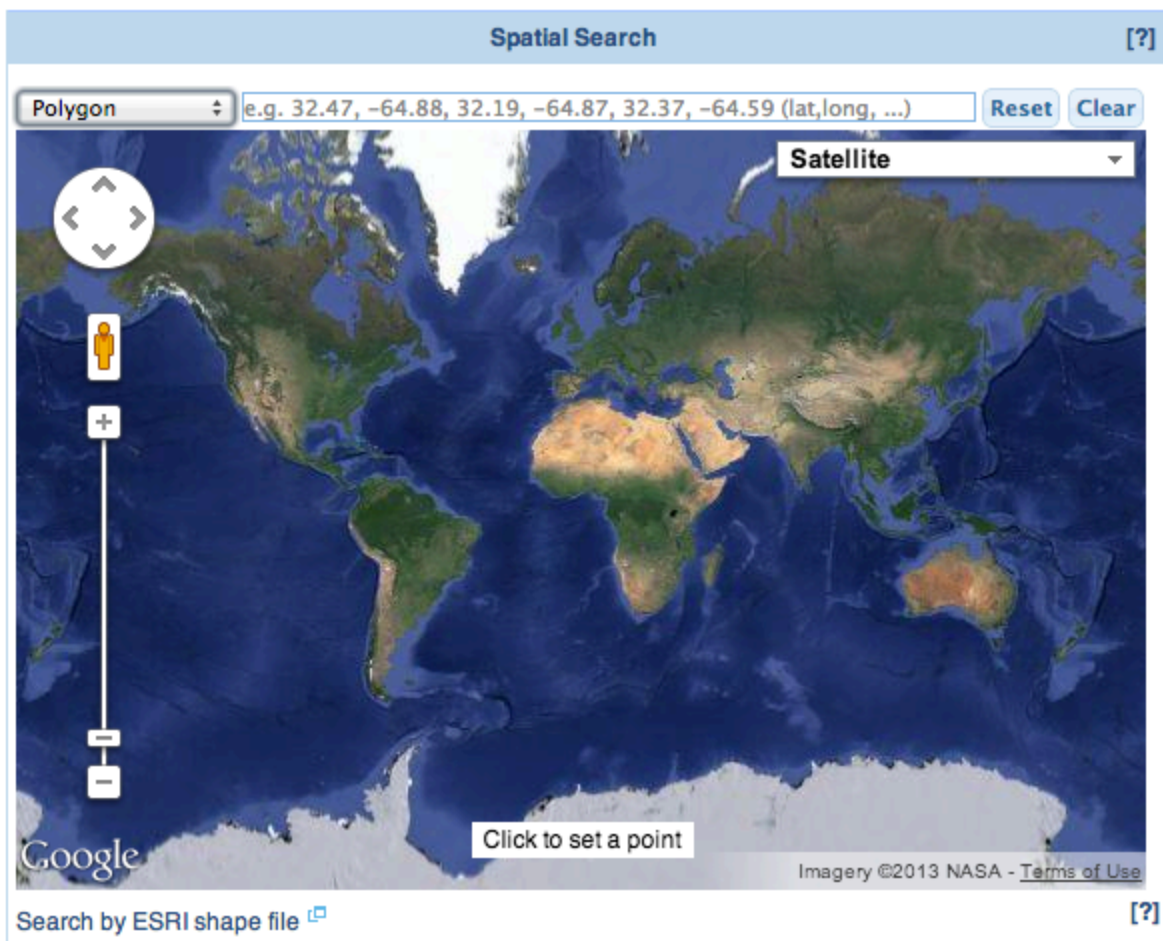 Spatial Search [?]
Polygon e.g. 32.47, −64.88, 32.19, −64.87, 32.37, −64.59 (lat,long, ...) Reset Clear
Satellite
Click to set a point
Google
Imagery ©2013 NASA - Terms of Use
Search by ESRI shape file [?]